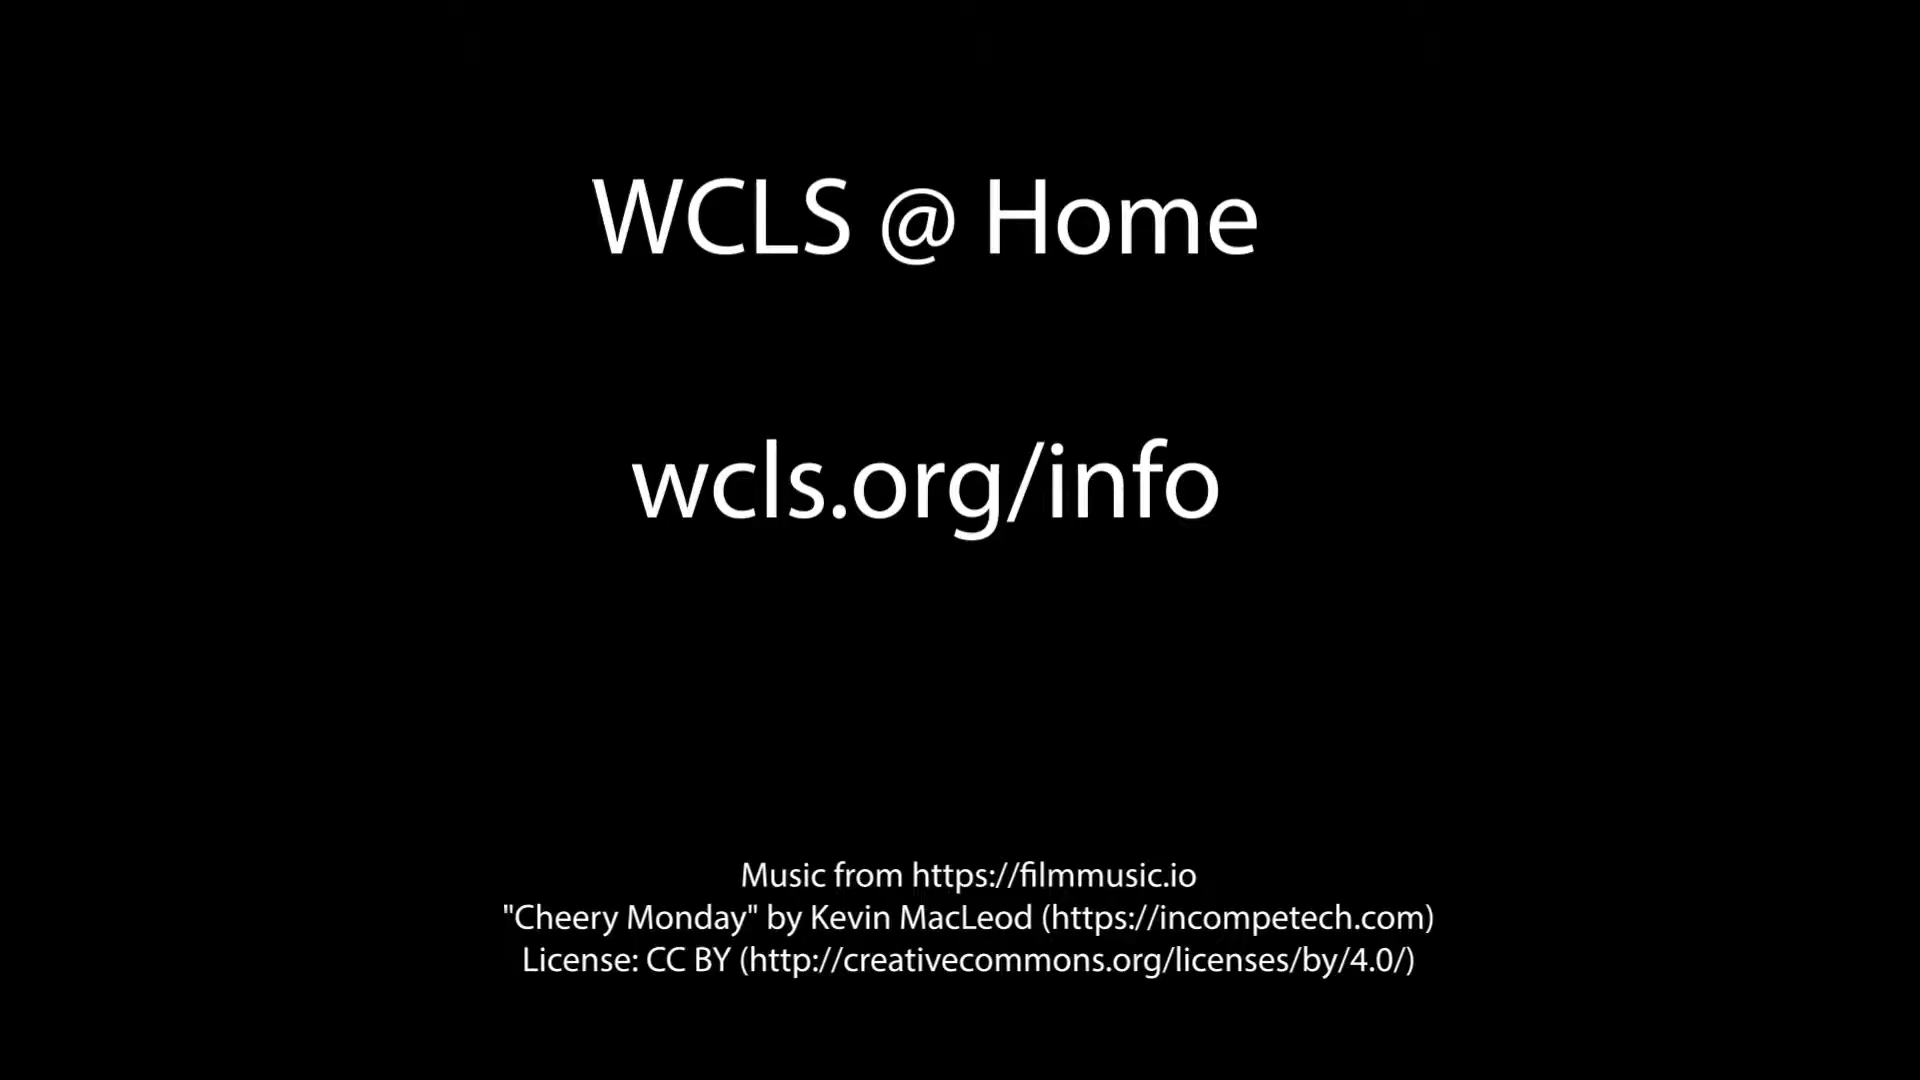 WCLS @ Home
wcls.org/info
Music from https://filmmusic.io
"Cheery Monday" by Kevin MacLeod (https://incompetech.com)
License: CC BY (http://creativecommons.org/licenses/by/4.0/)